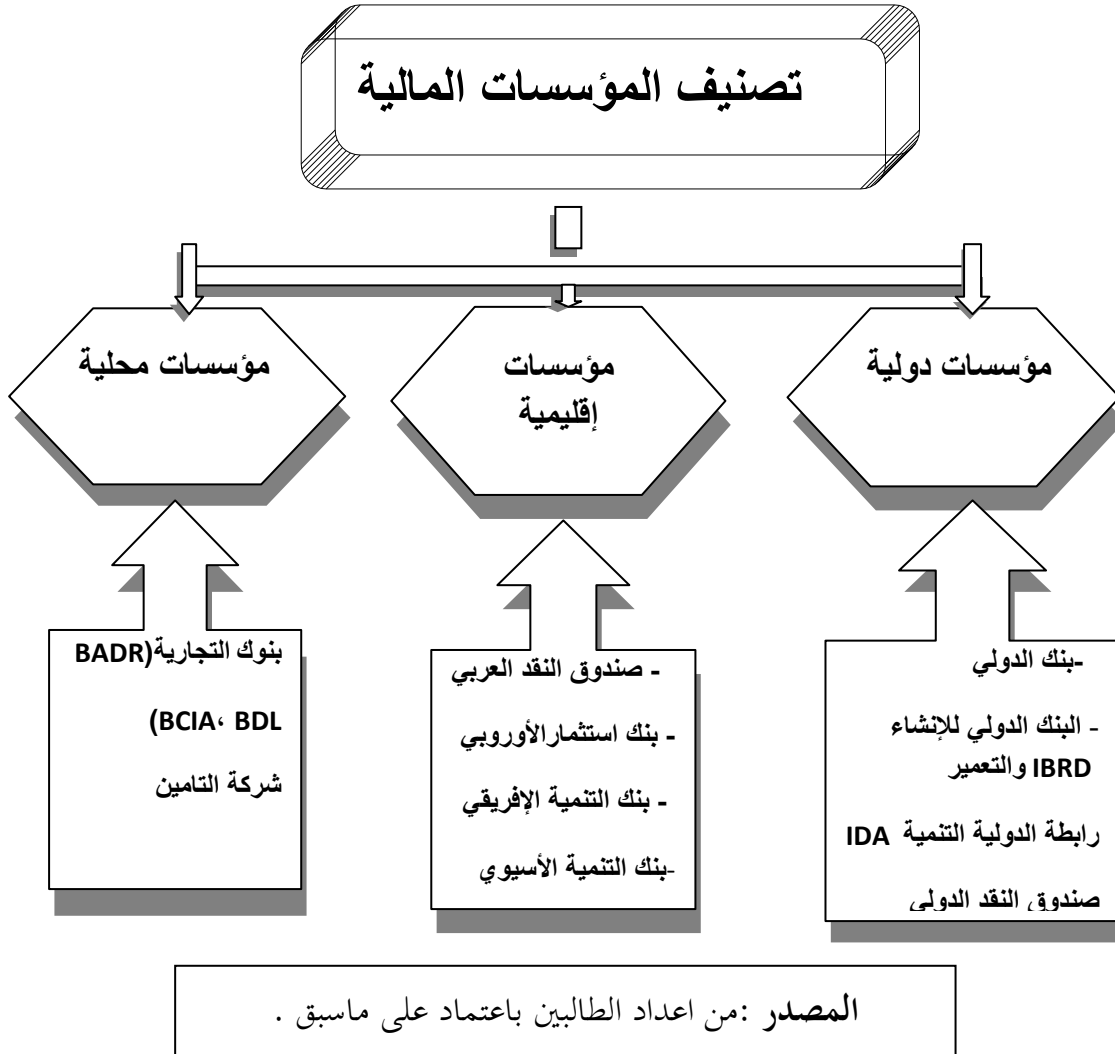 تصنيف المؤسسات المالية
مؤسسات دولية
مؤسسات
إقليمية
مؤسسات محلية
-بنك الدولي
- البنك الدولي للإنشاء
والتعمير IBRD
رابطة الدولية التنمية IDA
صندوق النقد الدولي
- صندوق النقد العربي
- بنك استثمارالأوروبي
- بنك التنمية الإفريقي
-بنك التنمية الأسيوي
بنوك التجارية(BADR
BCIA، BDL)
شركة التامين
المصدر :من اعداد الطالبين باعتماد على ماسبق .